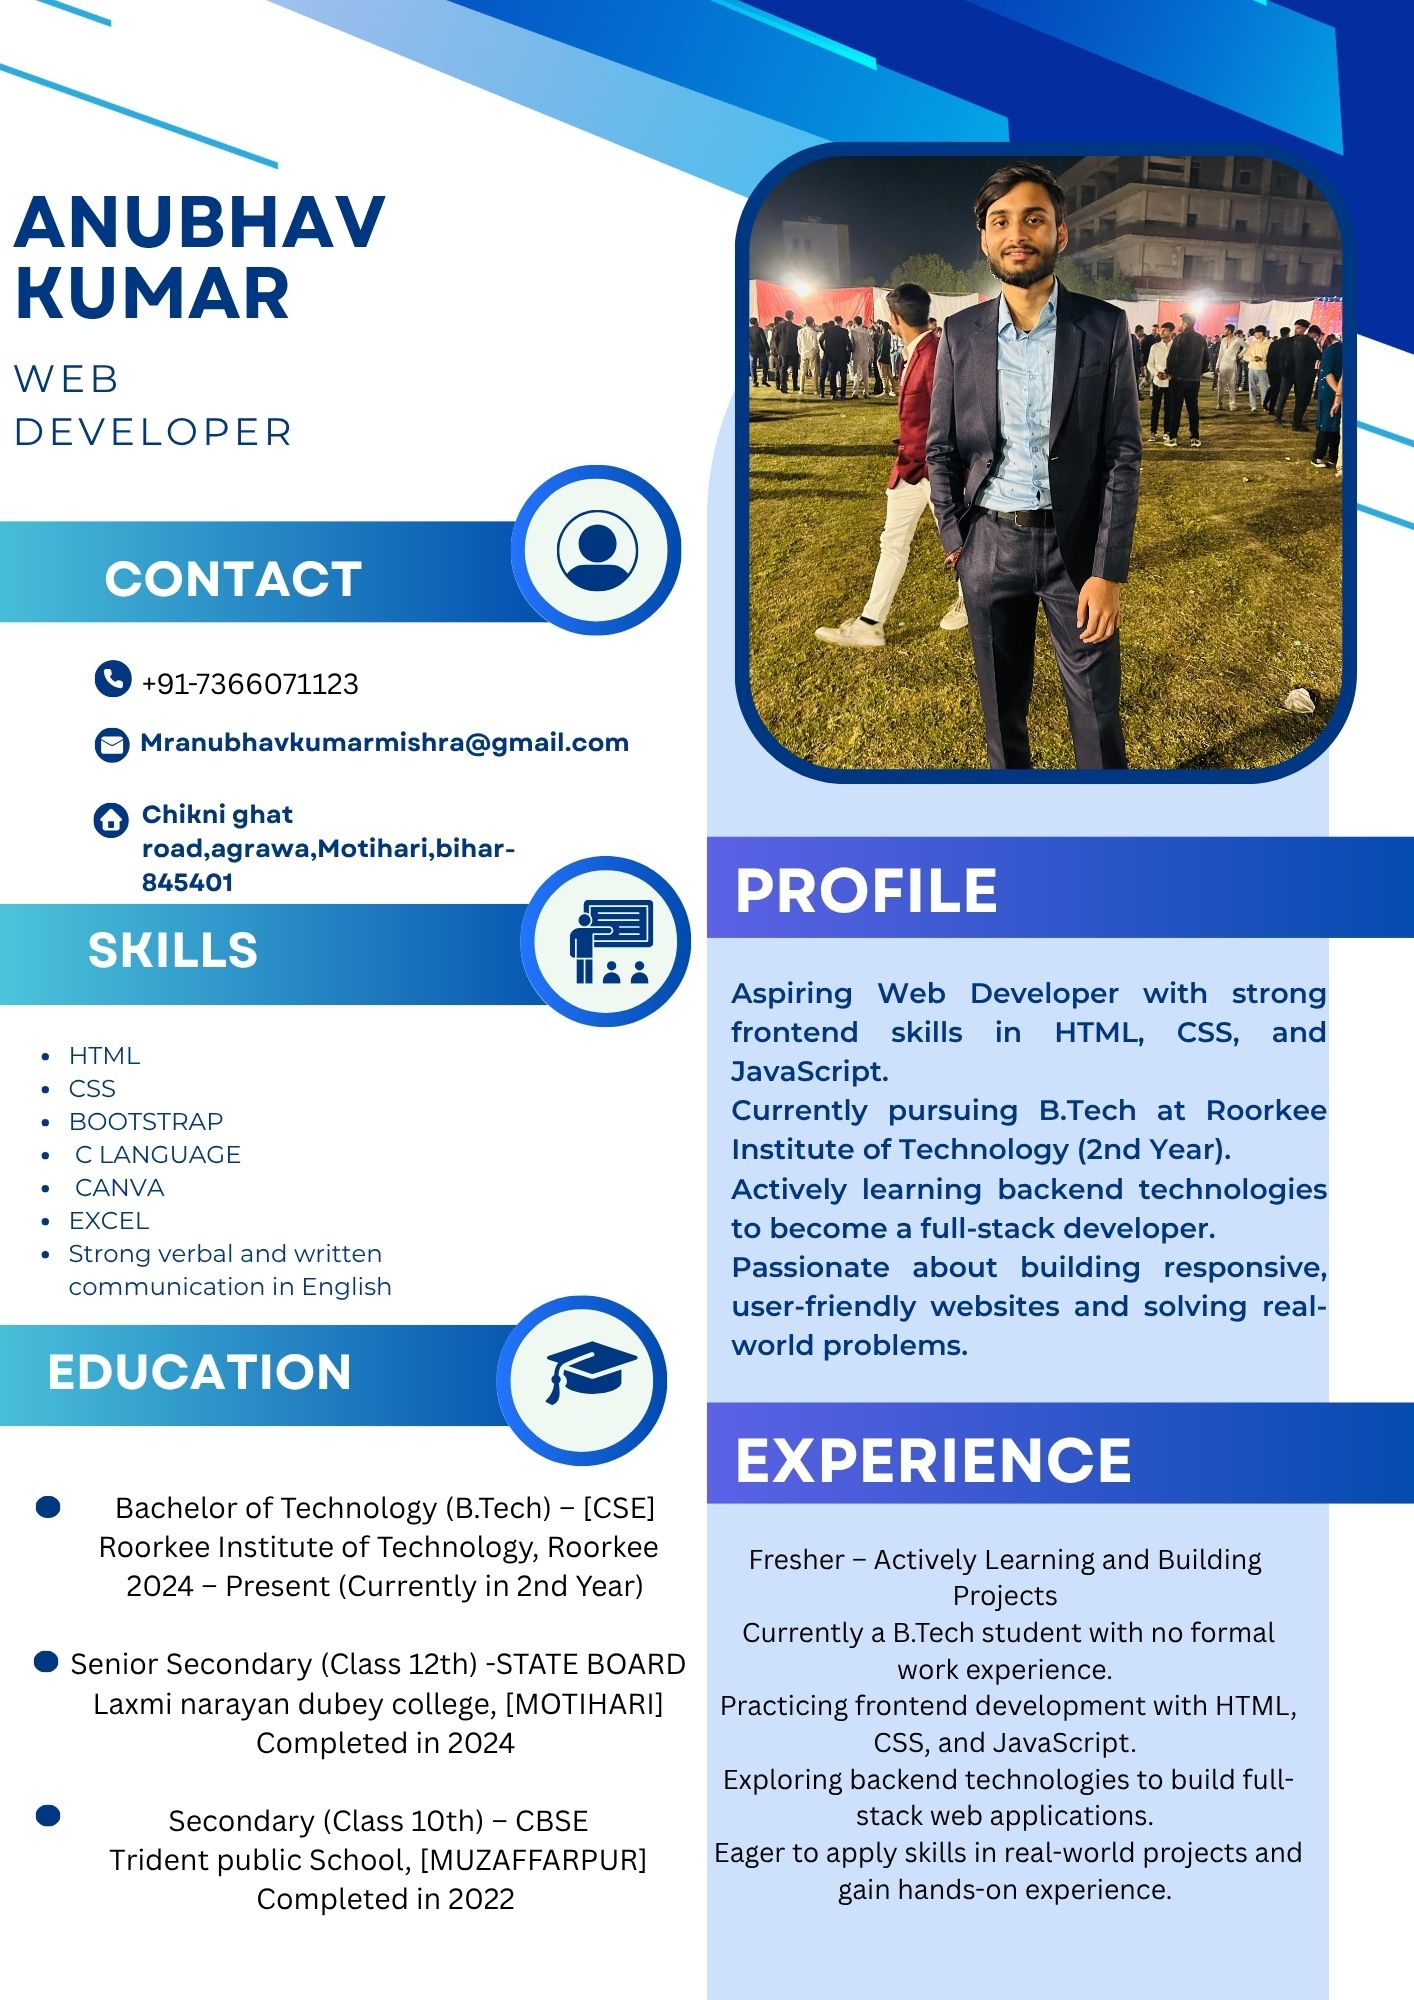 ANUBHAV
KUMAR
WEB
DEVELOPER
CONTACT
+91-7366071123
Mranubhavkumarmishra@gmail.com
Chikni ghat
road,agrawa,Motihari,bihar-
845401
SKILLS
• HTML
• CSS
• BOOTSTRAP
• C LANGUAGE
• CANVA
• EXCEL
• Strong verbal and written
communication in English
EDUCATION
Bachelor of Technology (B.Tech) – [CSE]
Roorkee Institute of Technology, Roorkee
2024 – Present (Currently in 2nd Year)
Senior Secondary (Class 12th) -STATE BOARD
Laxmi narayan dubey college, [MOTIHARI]
Completed in 2024
Secondary (Class 10th) – CBSE
Trident public School, [MUZAFFARPUR]
Completed in 2022
PROFILE
Aspiring Web Developer with strong
frontend skills in HTML, CSS, and
JavaScript.
Currently pursuing B.Tech at Roorkee
Institute of Technology (2nd Year).
Actively learning backend technologies
to become a full-stack developer.
Passionate about building responsive,
user-friendly websites and solving real-
world problems.
EXPERIENCE
Fresher – Actively Learning and Building
Projects
Currently a B.Tech student with no formal
work experience.
Practicing frontend development with HTML,
CSS, and JavaScript.
Exploring backend technologies to build full-
stack web applications.
Eager to apply skills in real-world projects and
gain hands-on experience.